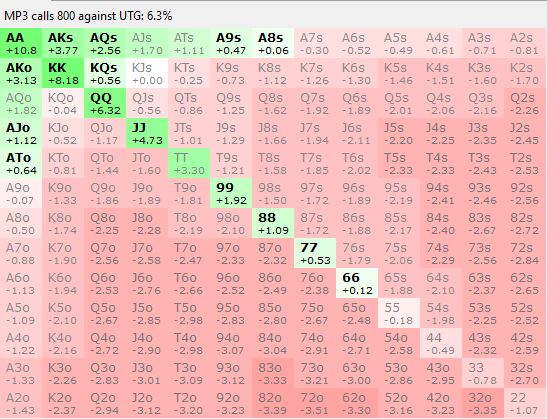 MP3 calls 800 against UTG: 6.3%
AA AKs AQs AJs ATs A9s A8s A7s A6s A5s A4s A3s A2s
+10.8 +3.77 +2.56 +1.70 +1.11 +0.47 +0.06 -0.30 -0.52 -0.49 -0.61 -0.71 -0.81
AKo KK KQs KJs KTs K9s K8s K7s K6s K5s K4s K3s K2s
+3.13 +8.18 +0.56 +0.00 -0.25 -0.73 -1.12 -1.26 -1.30 -1.46 -1.51 -1.60 -1.70
AQo KQo QQ QJs QTs Q9s Q8s Q7s Q6s Q5s Q4s Q3s Q2s
+1.82 -0.04 +6.32 -0.56 -0.86 -1.25 -1.62 -1.92 -1.89 -2.01 -2.06 -2.16 -2.26
AJo KJo QJo JJ JTs J9s J8s J7s J6s J5s J4s J3s J2s
+1.12 -0.52 -1.17 +4.73 -1.01 -1.29 -1.66 -1.94 -2.11 -2.20 -2.25 -2.35 -2.45
ATo KTo QTo JTo TT T9s T8s T7s T6s T5s T4s T3s T2s
+0.64 -0.81 -1.44 -1.60 +3.30 -1.21 -1.58 -1.85 -2.02 -2.33 -2.33 -2.43 -2.53
A9o K9o Q9o J9o T9o 99 98s 97s 96s 95s 94s 93s 92s
-0.07 -1.33 -1.86 -1.89 -1.81 +1.92 -1.50 -1.72 -1.89 -2.19 -2.41 -2.46 -2.56
A8o K8o Q8o J8o T8o 98o 88 87s 86s 85s 84s 83s 82s
-0.50 -1.74 -2.25 -2.28 -2.19 -2.10 +1.09 -1.72 -1.88 -2.17 -2.40 -2.67 -2.72
A7o K7o Q7o J7o T7o 97o 87o 77 76s 75s 74s 73s 72s
-0.88 -1.90 -2.56 -2.58 -2.47 -2.33 -2.32 +0.53 -1.79 -2.06 -2.29 -2.56 -2.84
A6o K6o Q6o J6o T6o 96o 86o 76o 66 65s 64s 63s 62s
-1.13 -1.94 -2.53 -2.76 -2.66 -2.52 -2.49 -2.38 +0.12 -1.88 -2.10 -2.37 -2.65
A5o K5o Q5o J5o T5o 95o 85o 75o 65o 55 54s 53s 52s
-1.09 -2.10 -2.67 -2.85 -2.98 -2.83 -2.80 -2.67 -2.48 -0.18 -1.98 -2.25 -2.52
A4o K4o Q4o J4o T4o 94o 84o 74o 64o 54o 44 43s 42s
-1.22 -2.16 -2.72 -2.90 -2.98 -3.07 -3.04 -2.91 -2.71 -2.58 -0.49 -2.32 -2.59
A3o K3o Q3o J3o T3o 93o 83o 73o 63o 53o 43o 33 32s
-1.33 -2.26 -2.83 -3.01 -3.09 -3.12 -3.33 -3.21 -3.00 -2.86 -2.95 -0.78 -2.70
A2o K2o Q2o J2o T2o 92o 82o 72o 62o 52o 42o 32o 22
-1.43 -2.37 -2.94 -3.12 -3.20 -3.23 -3.39 -3.51 -3.30 -3.16 -3.23 -3.35 -1.07